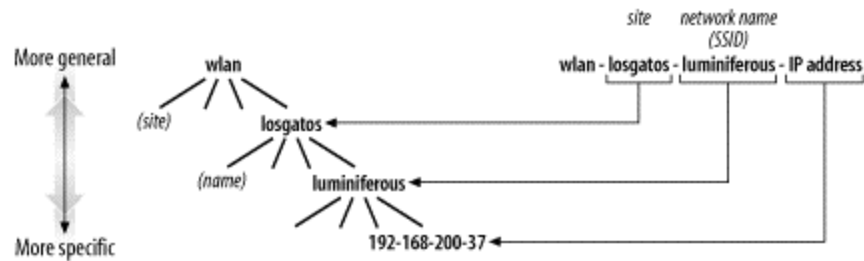 site network name
(SSID)
More general
wlan
wlan - losgatos - luminiferous - IP address
(site)
losgatos
(name)
luminiferous
192-168-200-37
More specific